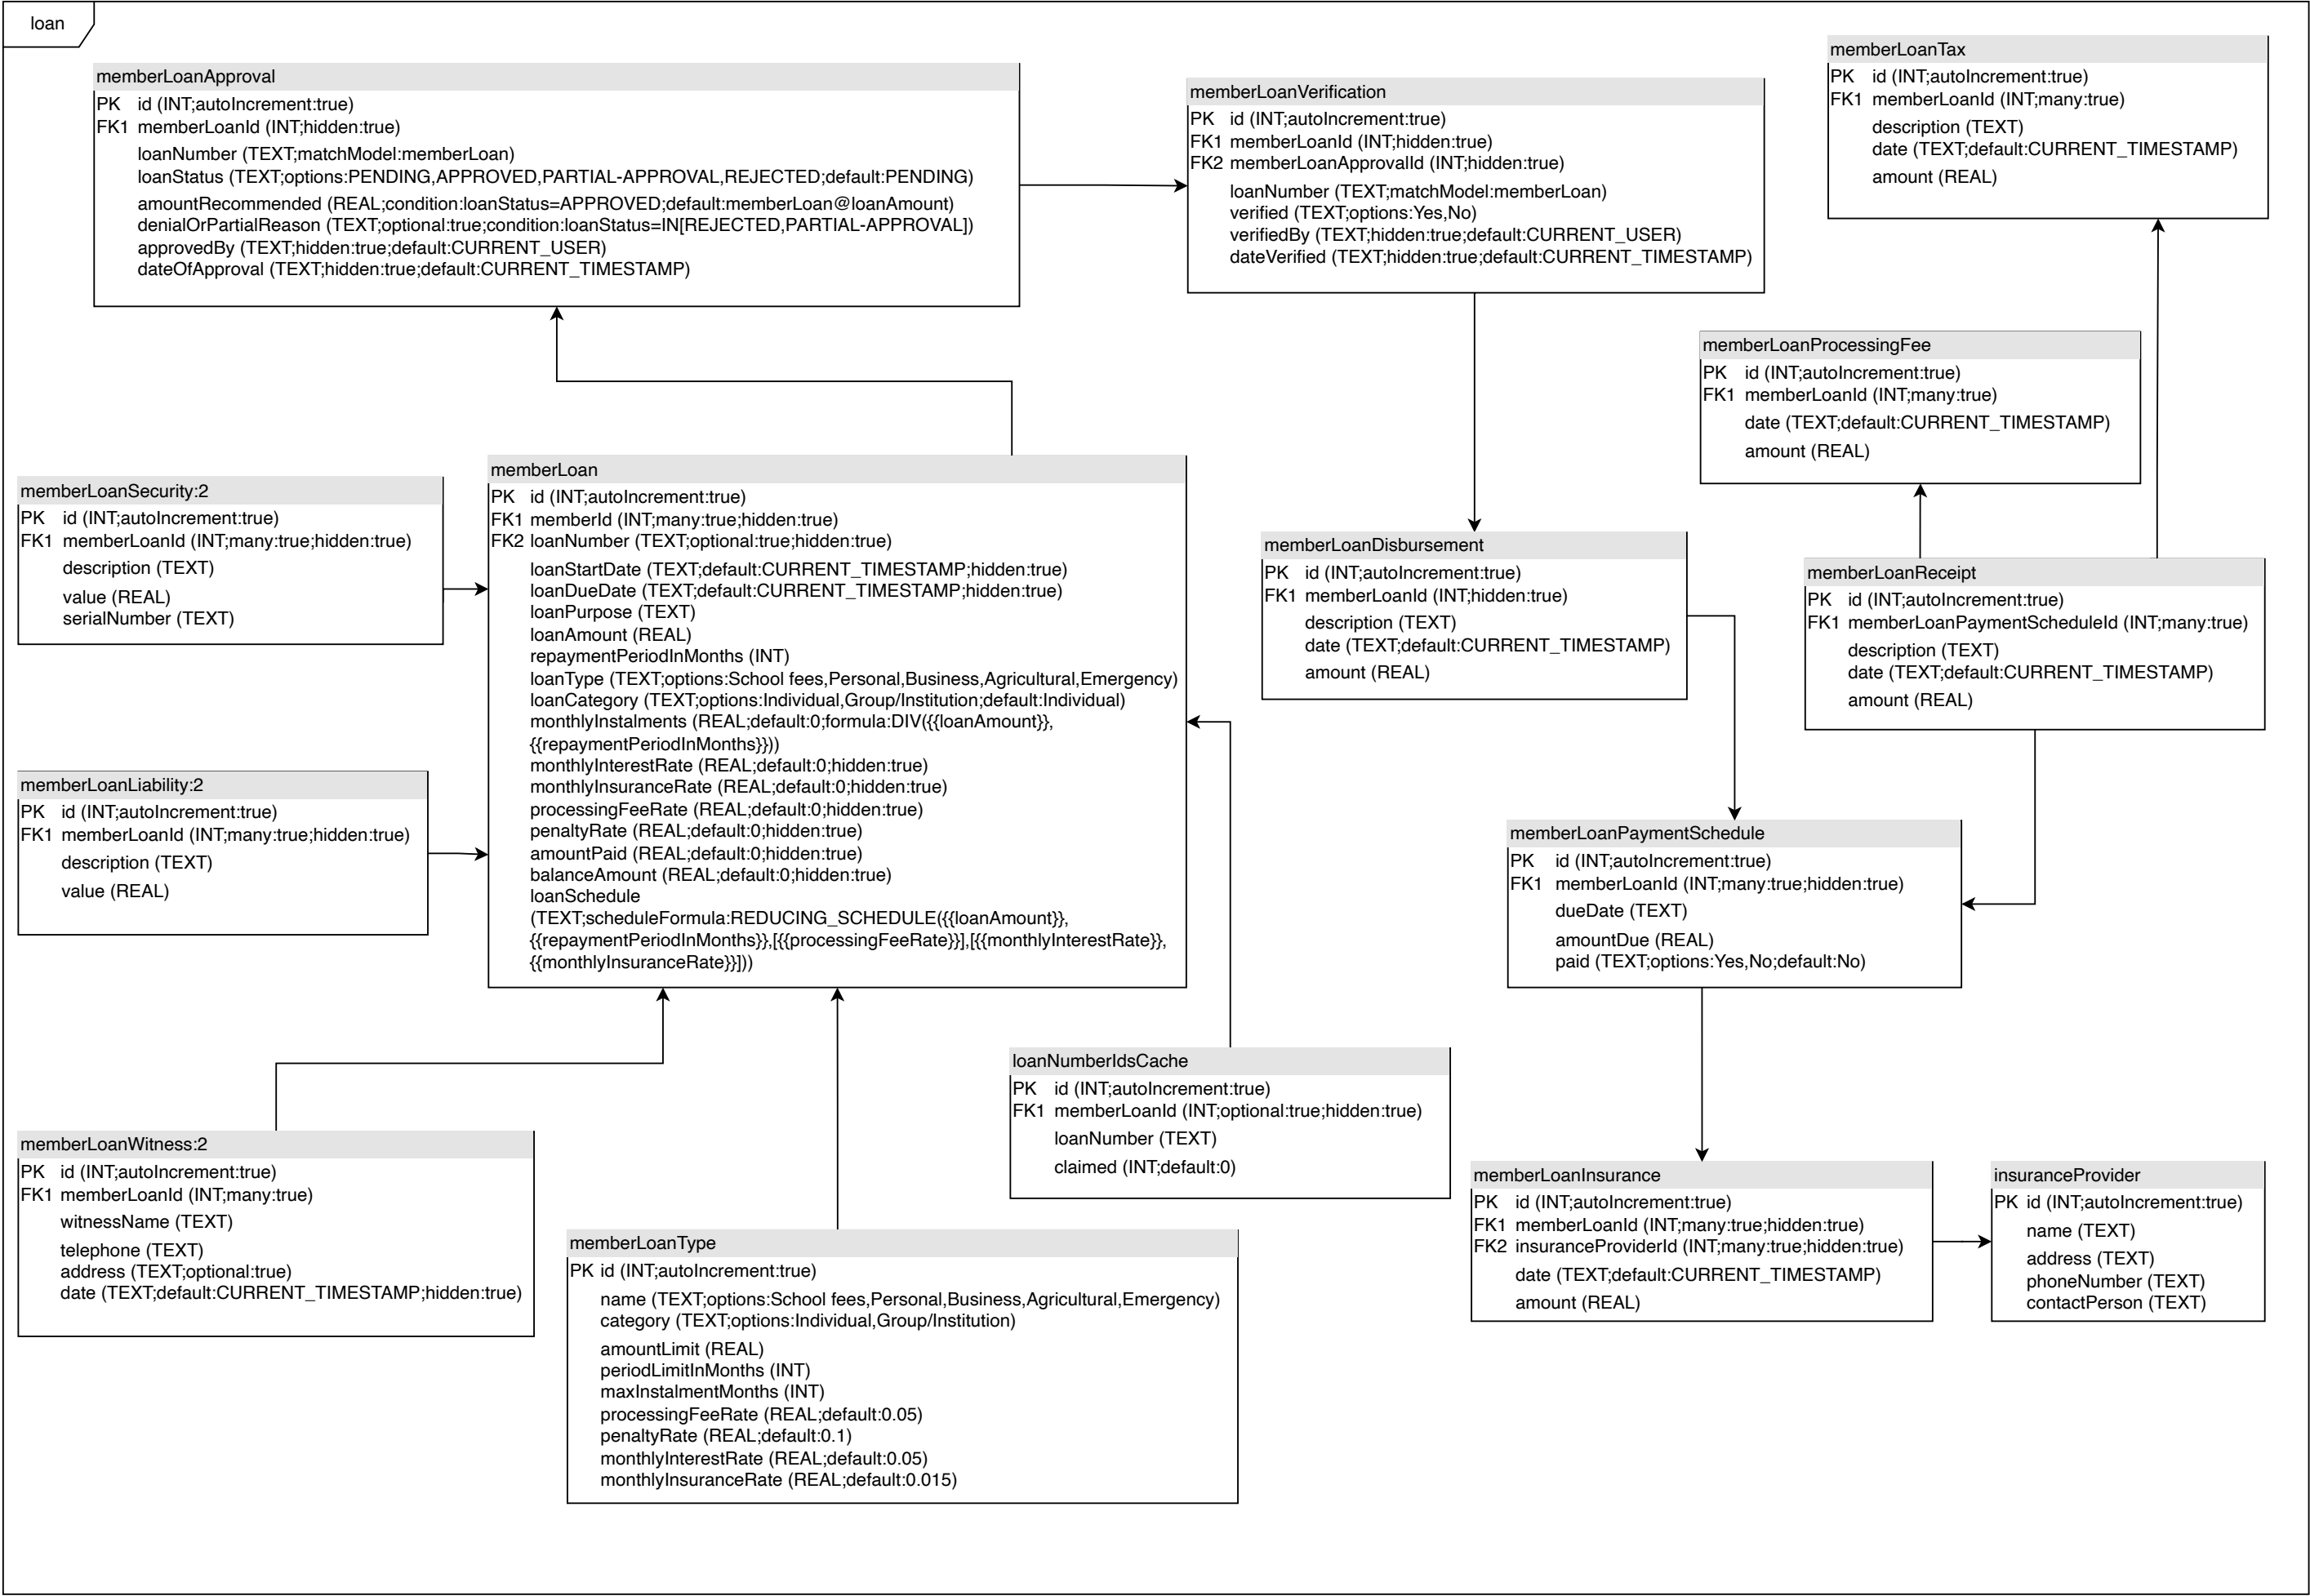 loan
memberLoanApproval
PK id (INT;autoIncrement:true)
FK1 memberLoanId (INT;hidden:true)
loanNumber (TEXT;matchModel:memberLoan)
loanStatus (TEXT;options:PENDING,APPROVED,PARTIAL-APPROVAL,REJECTED;default:PENDING)
amountRecommended (REAL;condition:loanStatus=APPROVED;default:memberLoan@loanAmount)
denialOrPartialReason (TEXT;optional:true;condition:loanStatus=IN[REJECTED,PARTIAL-APPROVAL])
approvedBy (TEXT;hidden:true;default:CURRENT_USER)
dateOfApproval (TEXT;hidden:true;default:CURRENT_TIMESTAMP)
memberLoanVerification
PK id (INT;autoIncrement:true)
FK1 memberLoanId (INT;hidden:true)
FK2 memberLoanApprovalId (INT;hidden:true)
loanNumber (TEXT;matchModel:memberLoan)
verified (TEXT;options:Yes,No)
verifiedBy (TEXT;hidden:true;default:CURRENT_USER)
dateVerified (TEXT;hidden:true;default:CURRENT_TIMESTAMP)
memberLoanTax
PK id (INT;autoIncrement:true)
FK1 memberLoanId (INT;many:true)
description (TEXT)
date (TEXT;default:CURRENT_TIMESTAMP)
amount (REAL)
memberLoanProcessingFee
PK id (INT;autoIncrement:true)
FK1 memberLoanId (INT;many:true)
date (TEXT;default:CURRENT_TIMESTAMP)
amount (REAL)
memberLoanSecurity:2
PK id (INT;autoIncrement:true)
FK1 memberLoanId (INT;many:true;hidden:true)
description (TEXT)
value (REAL)
serialNumber (TEXT)
memberLoan
PK id (INT;autoIncrement:true)
FK1 memberId (INT;many:true;hidden:true)
FK2 loanNumber (TEXT;optional:true;hidden:true)
loanStartDate (TEXT;default:CURRENT_TIMESTAMP;hidden:true)
loanDueDate (TEXT;default:CURRENT_TIMESTAMP;hidden:true)
loanPurpose (TEXT)
loanAmount (REAL)
repaymentPeriodInMonths (INT)
loanType (TEXT;options:School fees,Personal,Business,Agricultural,Emergency)
loanCategory (TEXT;options:Individual,Group/Institution;default:Individual)
monthlyInstalments (REAL;default:0;formula:DIV({{loanAmount}},
{{repaymentPeriodInMonths}}))
monthlyInterestRate (REAL;default:0;hidden:true)
monthlyInsuranceRate (REAL;default:0;hidden:true)
processingFeeRate (REAL;default:0;hidden:true)
penaltyRate (REAL;default:0;hidden:true)
amountPaid (REAL;default:0;hidden:true)
balanceAmount (REAL;default:0;hidden:true)
loanSchedule
(TEXT;scheduleFormula:REDUCING_SCHEDULE({{loanAmount}},
{{repaymentPeriodInMonths}},[{{processingFeeRate}}],[{{monthlyInterestRate}},
{{monthlyInsuranceRate}}]))
memberLoanDisbursement
PK id (INT;autoIncrement:true)
FK1 memberLoanId (INT;hidden:true)
description (TEXT)
date (TEXT;default:CURRENT_TIMESTAMP)
amount (REAL)
memberLoanReceipt
PK id (INT;autoIncrement:true)
FK1 memberLoanPaymentScheduleId (INT;many:true)
description (TEXT)
date (TEXT;default:CURRENT_TIMESTAMP)
amount (REAL)
memberLoanLiability:2
PK id (INT;autoIncrement:true)
FK1 memberLoanId (INT;many:true;hidden:true)
description (TEXT)
value (REAL)
memberLoanPaymentSchedule
PK id (INT;autoIncrement:true)
FK1 memberLoanId (INT;many:true;hidden:true)
dueDate (TEXT)
amountDue (REAL)
paid (TEXT;options:Yes,No;default:No)
loanNumberIdsCache
PK id (INT;autoIncrement:true)
FK1 memberLoanId (INT;optional:true;hidden:true)
loanNumber (TEXT)
claimed (INT;default:0)
memberLoanWitness:2
PK id (INT;autoIncrement:true)
FK1 memberLoanId (INT;many:true)
witnessName (TEXT)
telephone (TEXT)
address (TEXT;optional:true)
date (TEXT;default:CURRENT_TIMESTAMP;hidden:true)
memberLoanType
PK id (INT;autoIncrement:true)
name (TEXT;options:School fees,Personal,Business,Agricultural,Emergency)
category (TEXT;options:Individual,Group/Institution)
amountLimit (REAL)
periodLimitInMonths (INT)
maxInstalmentMonths (INT)
processingFeeRate (REAL;default:0.05)
penaltyRate (REAL;default:0.1)
monthlyInterestRate (REAL;default:0.05)
monthlyInsuranceRate (REAL;default:0.015)
memberLoanInsurance
PK id (INT;autoIncrement:true)
FK1 memberLoanId (INT;many:true;hidden:true)
FK2 insuranceProviderId (INT;many:true;hidden:true)
date (TEXT;default:CURRENT_TIMESTAMP)
amount (REAL)
insuranceProvider
PK id (INT;autoIncrement:true)
name (TEXT)
address (TEXT)
phoneNumber (TEXT)
contactPerson (TEXT)